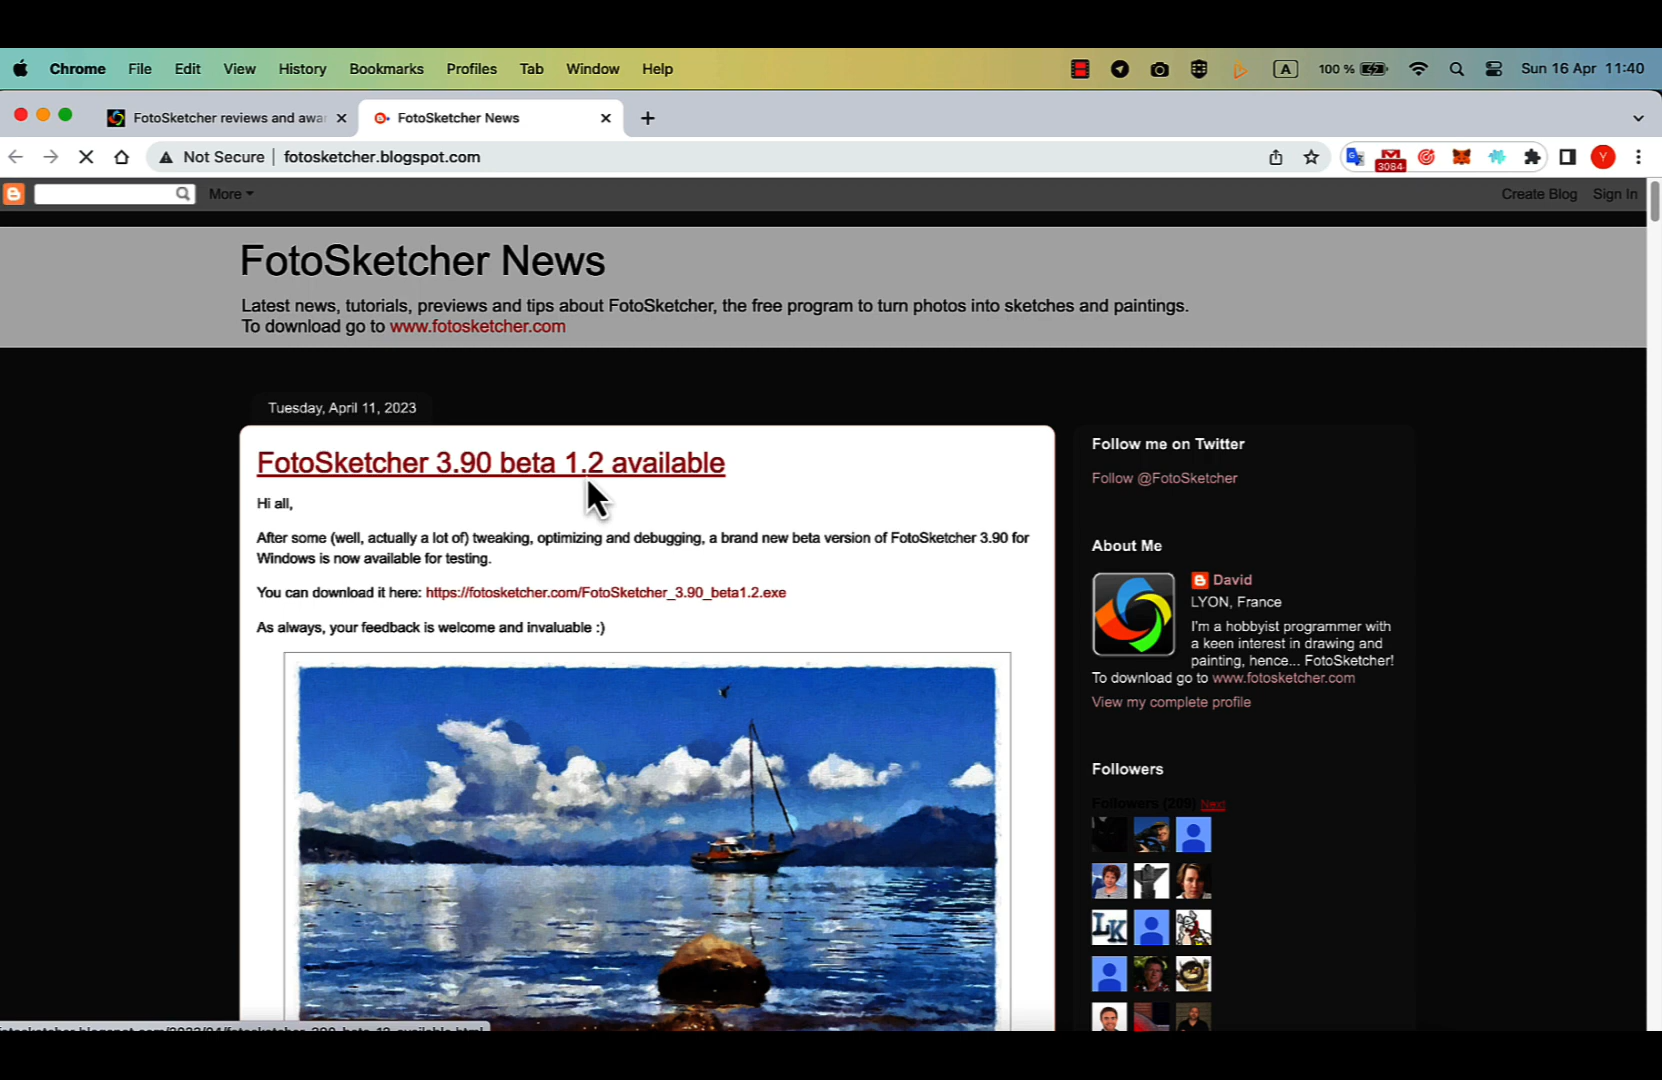 Chrome File Edit View History Bookmarks Profiles Tab Window Help A 100 % Sun 16 Apr 11:40
FotoSketcher reviews and awar FotoSketcher News
Not Secure fotosketcher.blogspot.com 3084 Y
More Create Blog Sign In
FotoSketcher News
Latest news, tutorials, previews and tips about FotoSketcher, the free program to turn photos into sketches and paintings.
To download go to www.fotosketcher.com
Tuesday, April 11, 2023
FotoSketcher 3.90 beta 1.2 available
Hi all,
After some (well, actually a lot of) tweaking, optimizing and debugging, a brand new beta version of FotoSketcher 3.90 for
Windows is now available for testing.
You can download it here: https://fotosketcher.com/FotoSketcher_3.90_beta1.2.exe
As always, your feedback is welcome and invaluable :)
Follow me on Twitter
Follow @FotoSketcher
About Me
David
LYON, France
I'm a hobbyist programmer with
a keen interest in drawing and
painting, hence... FotoSketcher!
To download go to www.fotosketcher.com
View my complete profile
Followers
Followers (209) Next
LK